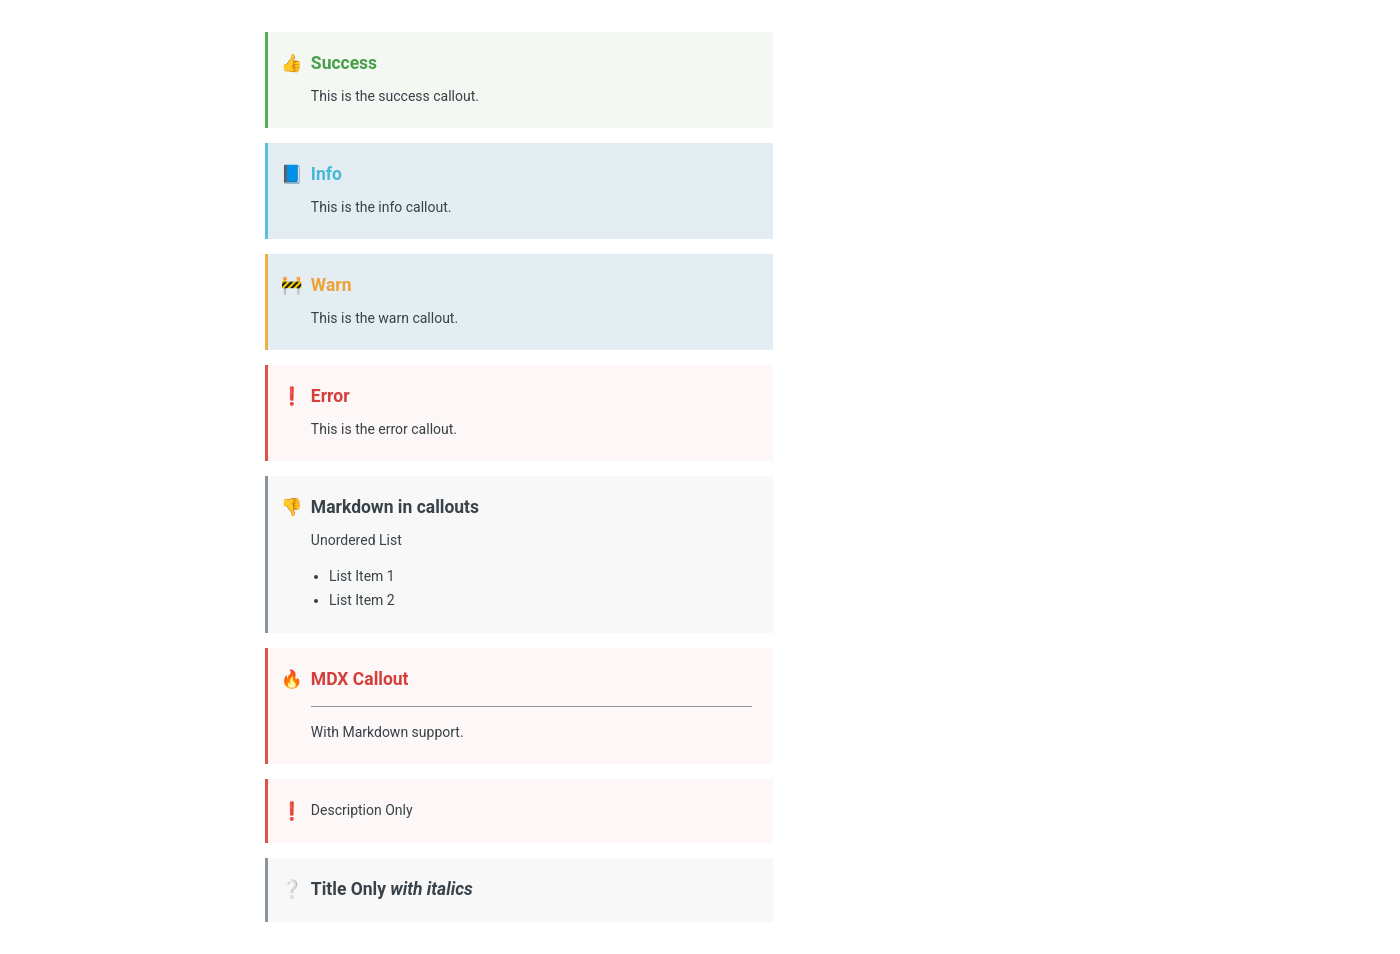 Success
This is the success callout.
Info
This is the info callout.
Warn
This is the warn callout.
Error
This is the error callout.
Markdown in callouts
Unordered List
List Item 1
List Item 2
MDX Callout
With Markdown support.
Description Only
Title Only with italics